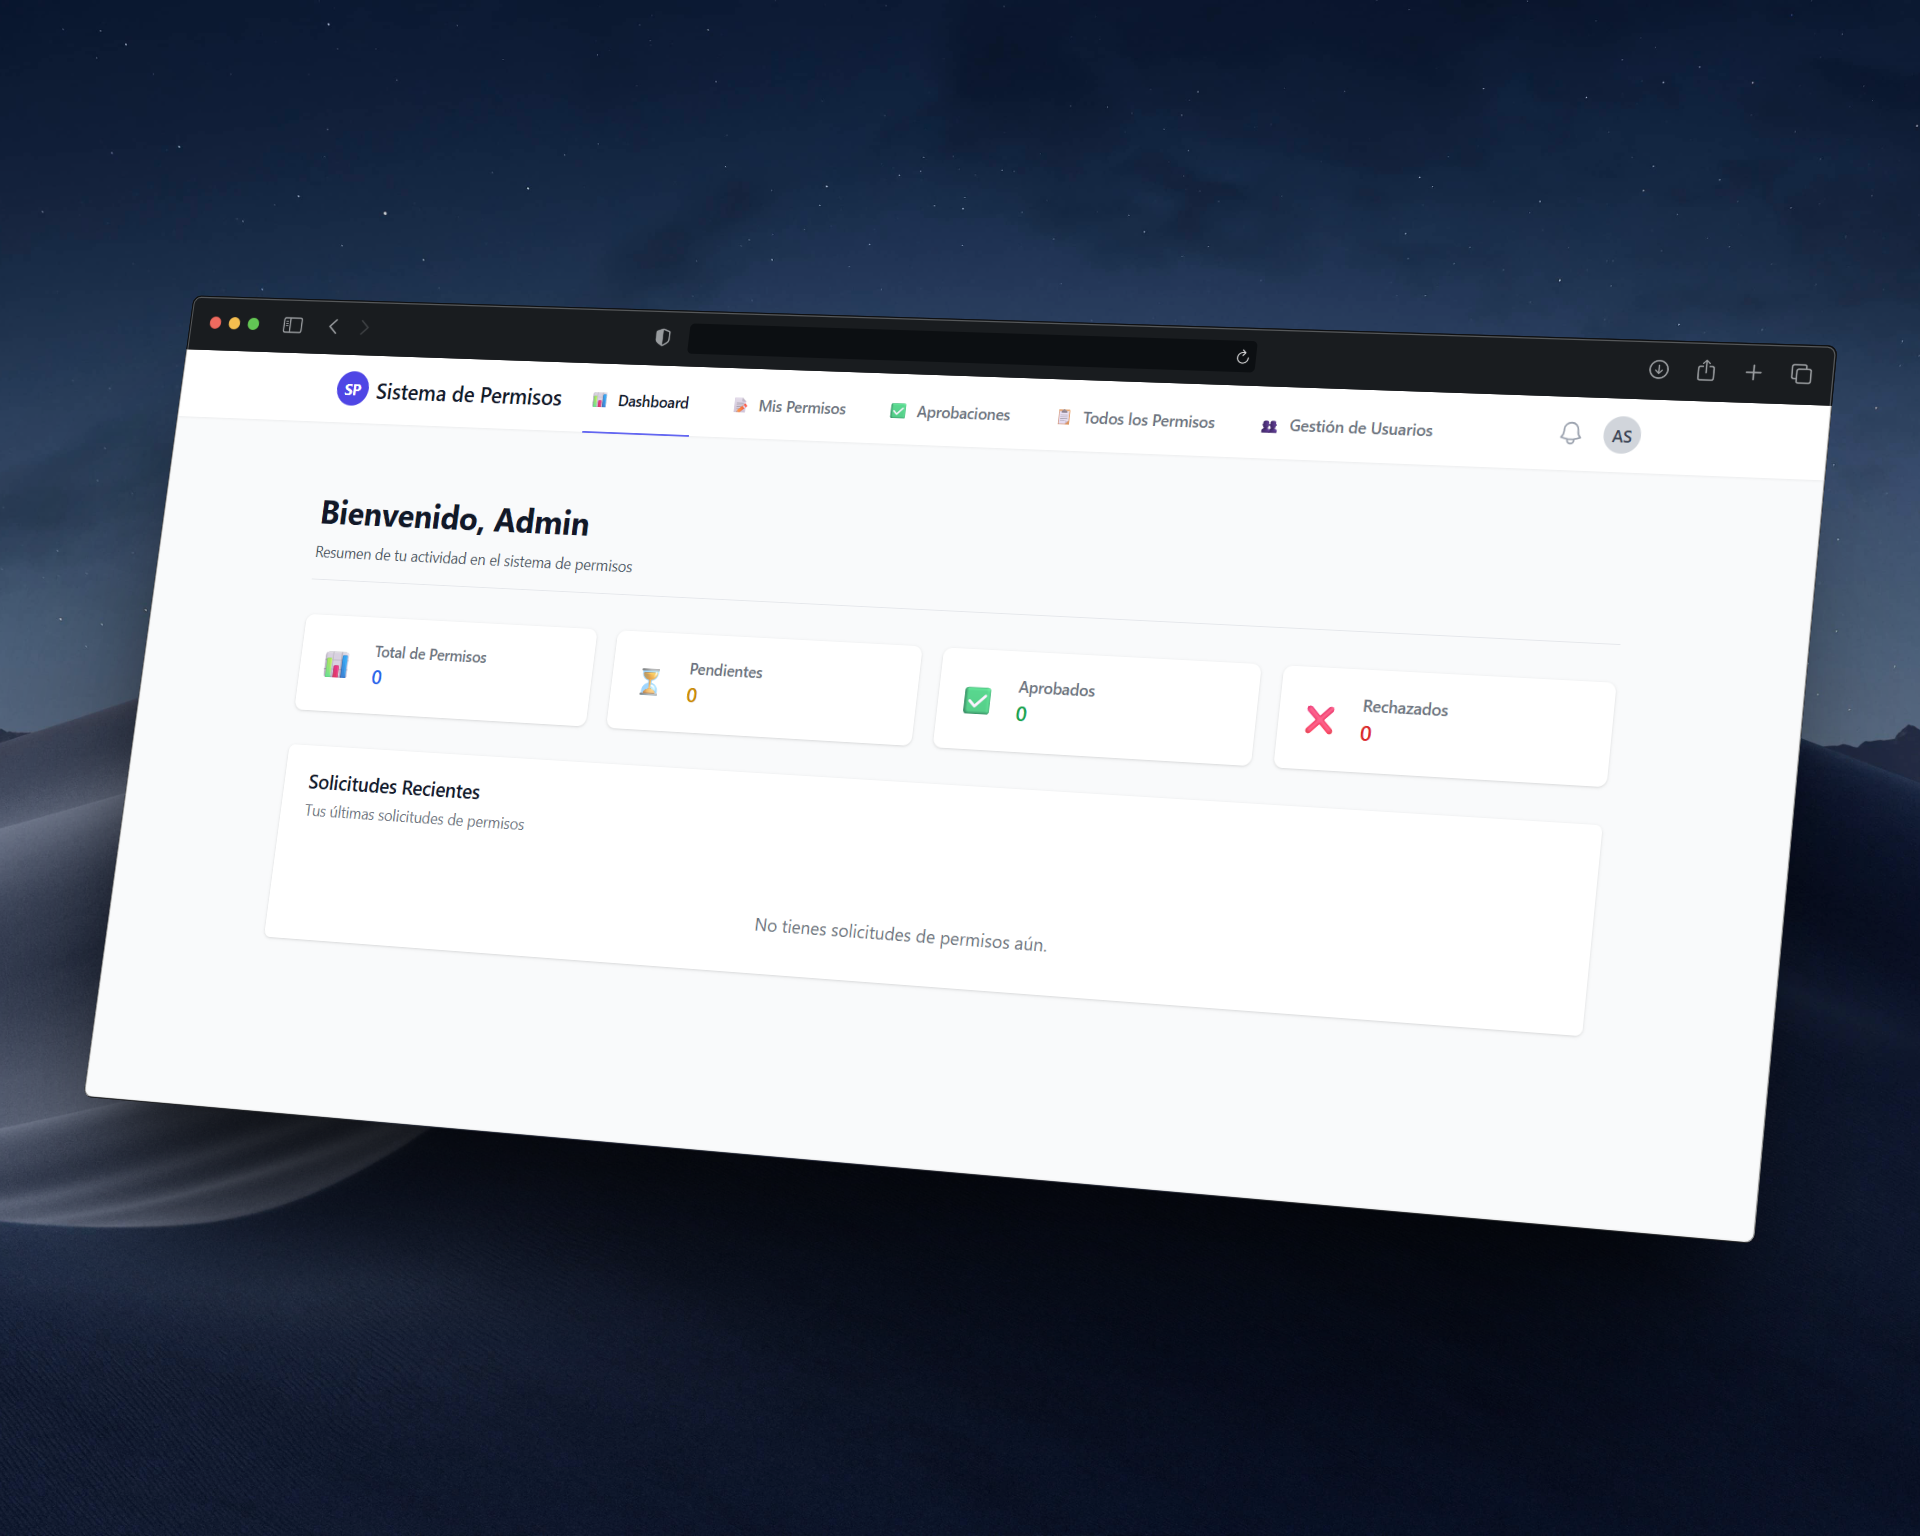 SP Sistema de Permisos Dashboard Mis Permisos Aprobaciones Todos los Permisos Gestión de Usuarios AS
Bienvenido, Admin
Resumen de tu actividad en el sistema de permisos
Total de Permisos
0
Pendientes
0
Aprobados
0
Rechazados
0
Solicitudes Recientes
Tus últimas solicitudes de permisos
No tienes solicitudes de permisos aún.